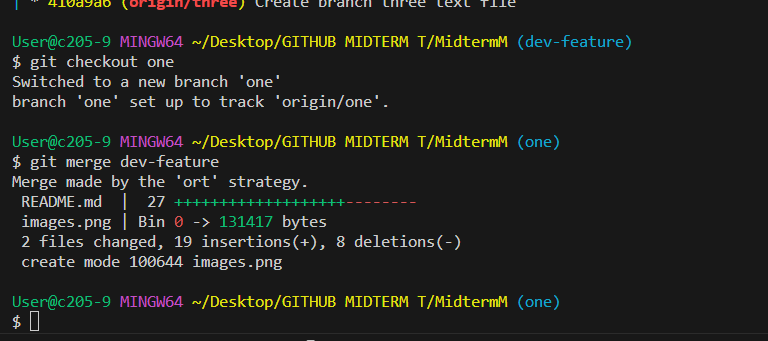 | * 410a9a6 (origin/three) Create branch three text file
User@c205-9 MINGW64 ~/Desktop/GITHUB MIDTERM T/MidtermM (dev-feature)
$ git checkout one
Switched to a new branch 'one'
branch 'one' set up to track 'origin/one'.
User@c205-9 MINGW64 ~/Desktop/GITHUB MIDTERM T/MidtermM (one)
$ git merge dev-feature
Merge made by the 'ort' strategy.
 README.md  |  27 +++++++++++++++++++--------
 images.png | Bin 0 -> 131417 bytes
 2 files changed, 19 insertions(+), 8 deletions(-)
 create mode 100644 images.png
User@c205-9 MINGW64 ~/Desktop/GITHUB MIDTERM T/MidtermM (one)
$